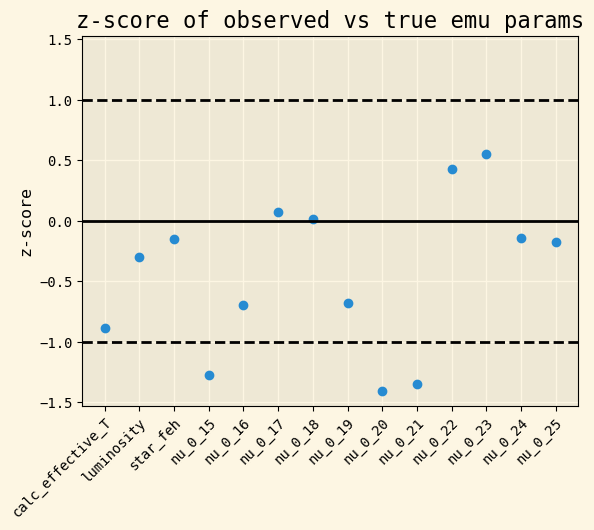 z-score of observed vs true emu params
z-score
1.5
1.0
0.5
0.0
−0.5
−1.0
−1.5
calc_effective_T
luminosity
star_feh
nu_0_15
nu_0_16
nu_0_17
nu_0_18
nu_0_19
nu_0_20
nu_0_21
nu_0_22
nu_0_23
nu_0_24
nu_0_25